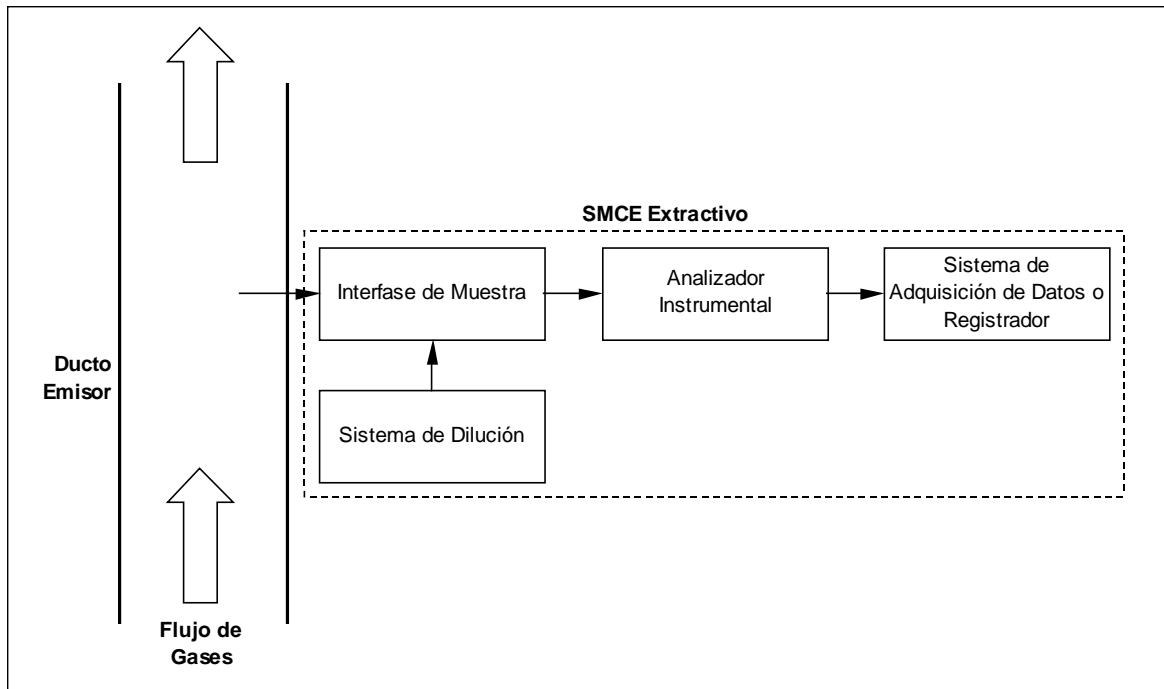 SMCE Extractivo
Interfase de Muestra
Analizador
Instrumental
Sistema de
Adquisición de Datos o
Registrador
Ducto
Emisor
Sistema de Dilución
Flujo de
Gases